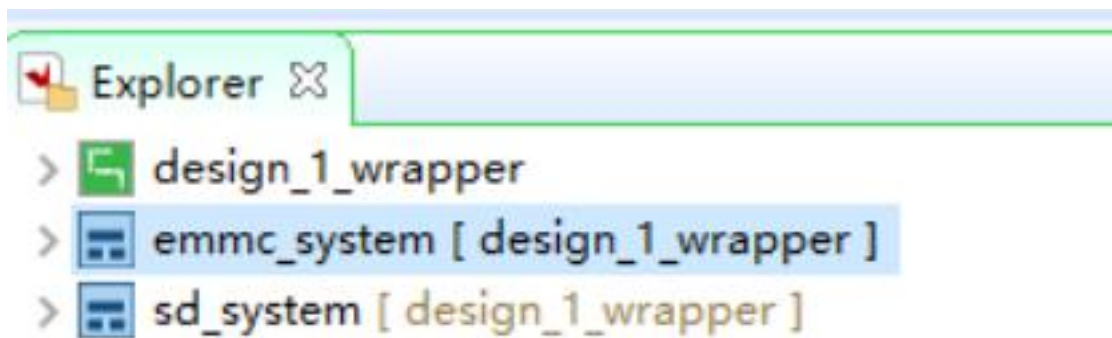 Explorer
design_1_wrapper
emmc_system [ design_1_wrapper ]
sd_system [ design_1_wrapper ]